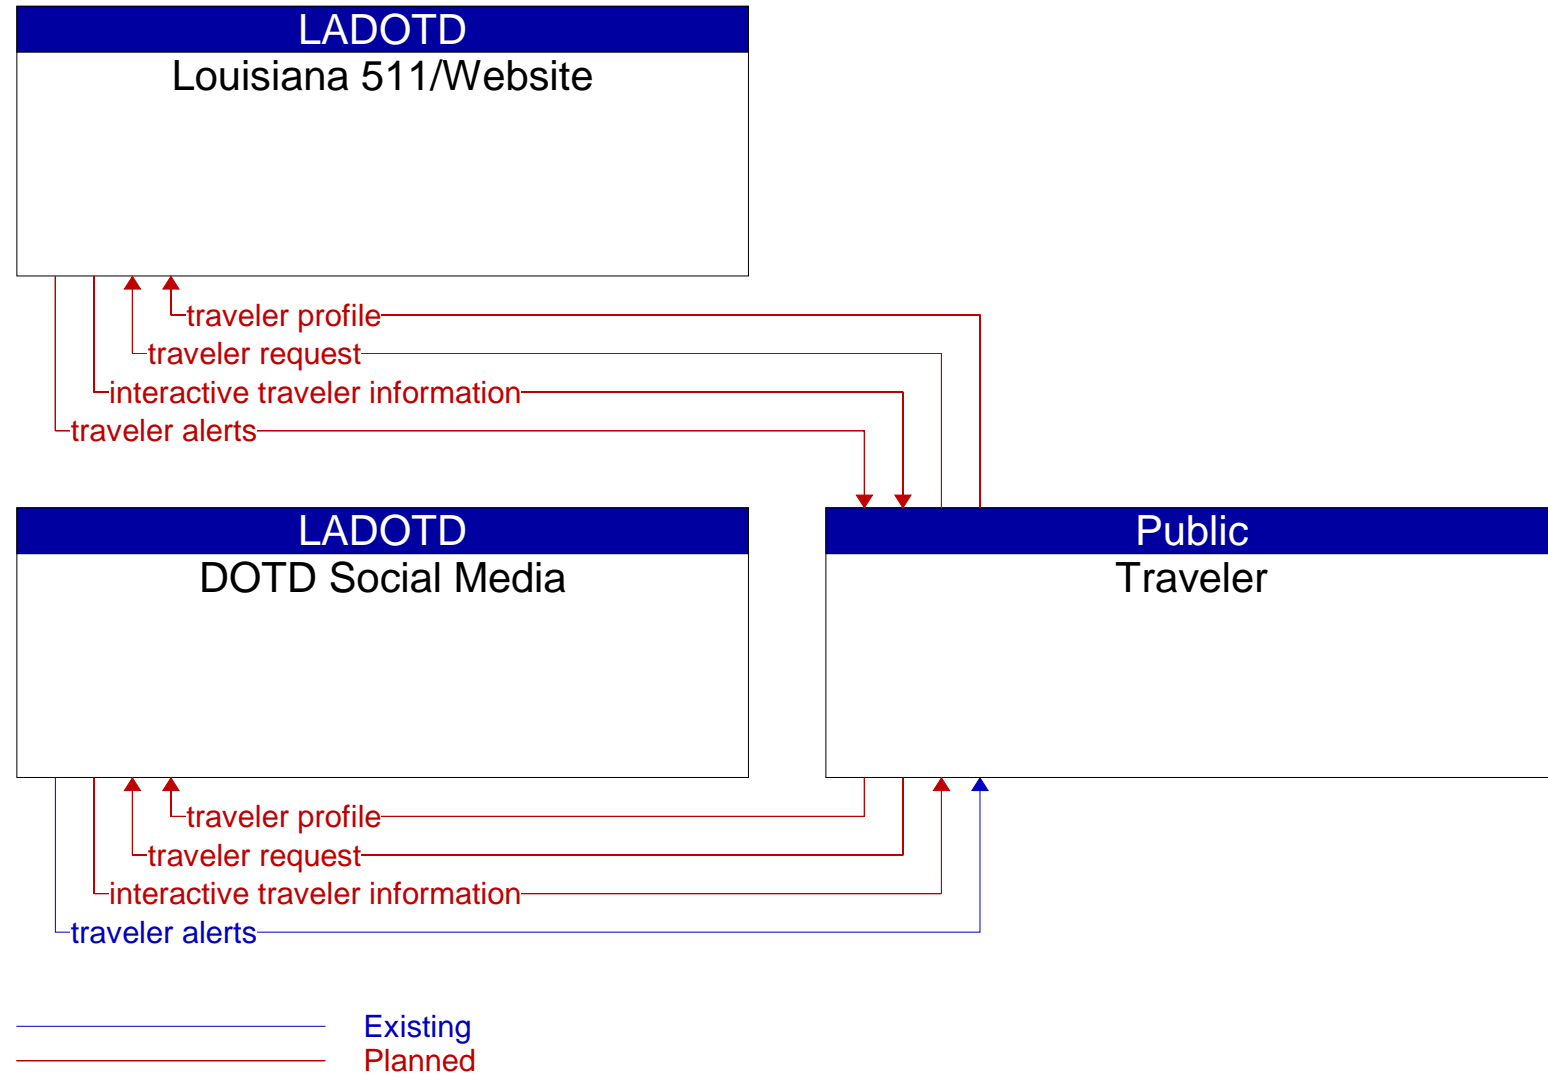 LADOTD
Louisiana 511/Website
traveler profile
traveler request
interactive traveler information
traveler alerts
LADOTD
DOTD Social Media
Public
Traveler
traveler profile
traveler request
interactive traveler information
traveler alerts
Existing
Planned